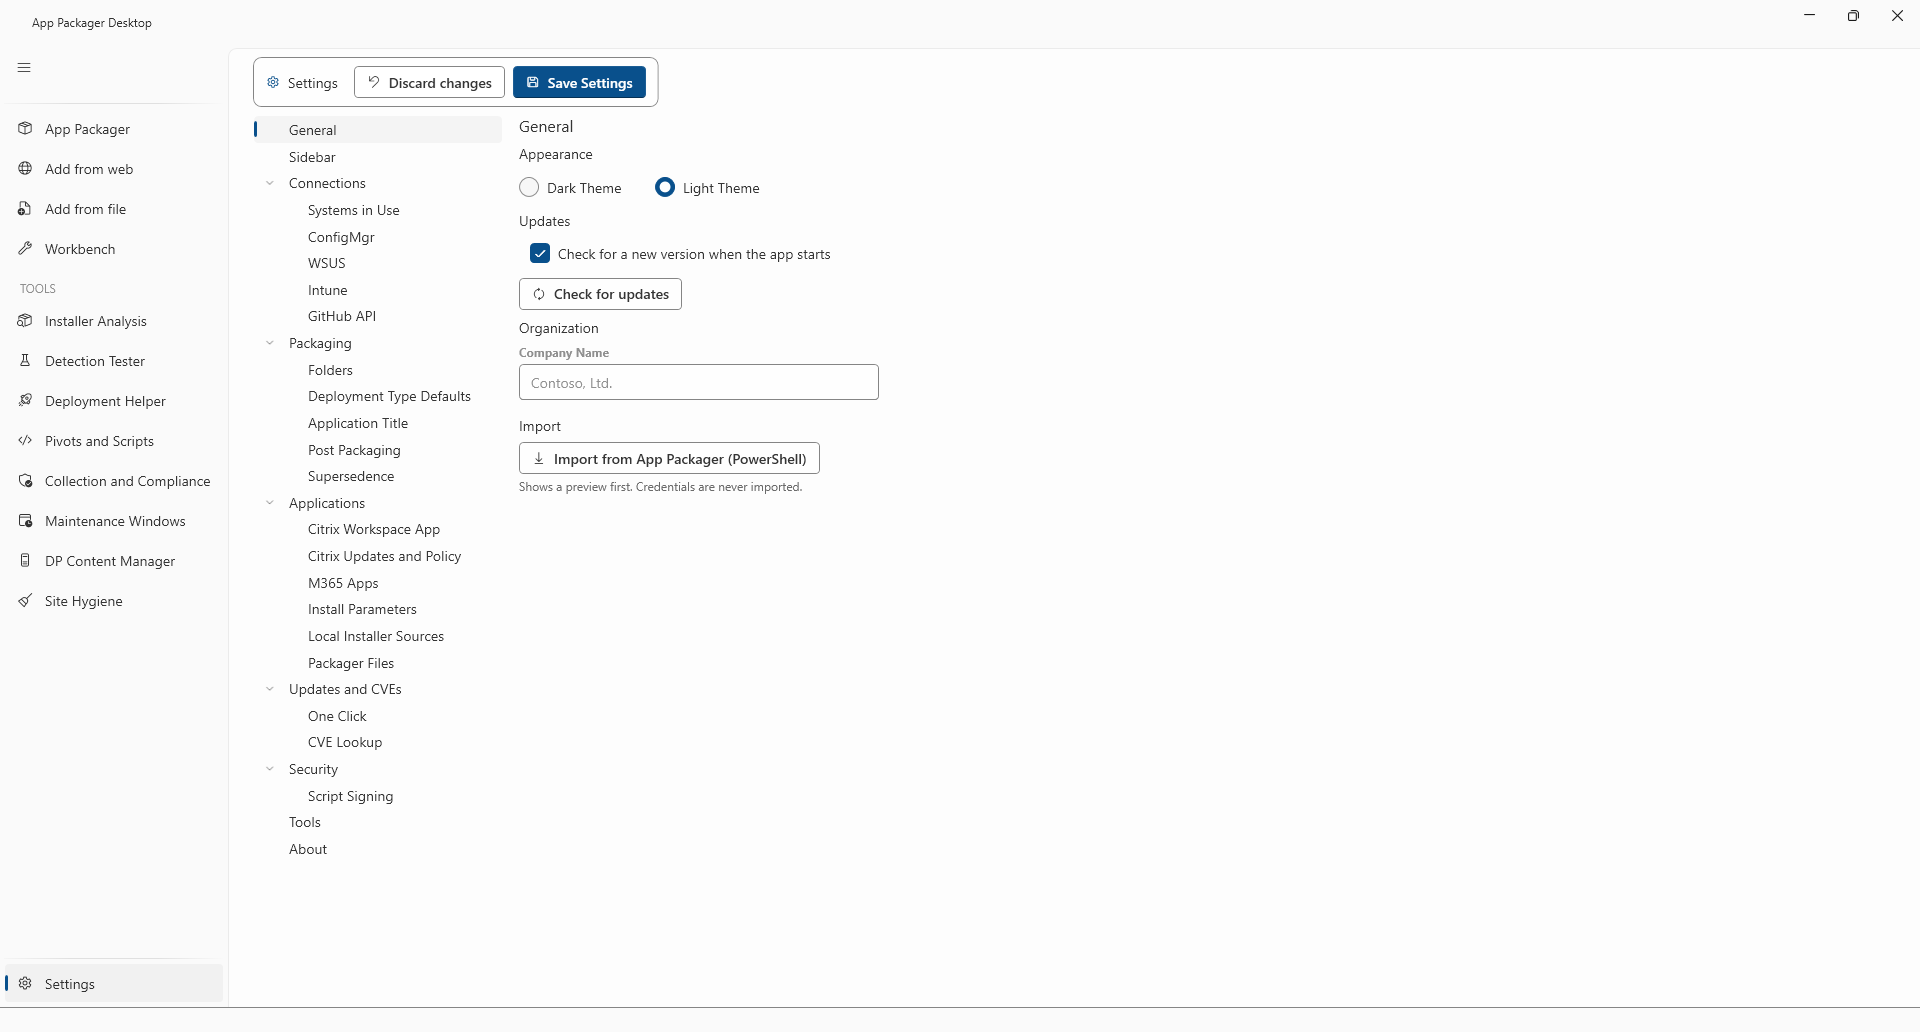 App Packager Desktop
App Packager
Add from web
Add from file
Workbench
TOOLS
Installer Analysis
Detection Tester
Deployment Helper
Pivots and Scripts
Collection and Compliance
Maintenance Windows
DP Content Manager
Site Hygiene
Settings
Settings
Discard changes
Save Settings
General
Sidebar
Connections
Systems in Use
ConfigMgr
WSUS
Intune
GitHub API
Packaging
Folders
Deployment Type Defaults
Application Title
Post Packaging
Supersedence
Applications
Citrix Workspace App
Citrix Updates and Policy
M365 Apps
Install Parameters
Local Installer Sources
Packager Files
Updates and CVEs
One Click
CVE Lookup
Security
Script Signing
Tools
About
General
Appearance
Dark Theme
Light Theme
Updates
Check for a new version when the app starts
Check for updates
Organization
Company Name
Contoso, Ltd.
Import
Import from App Packager (PowerShell)
Shows a preview first. Credentials are never imported.